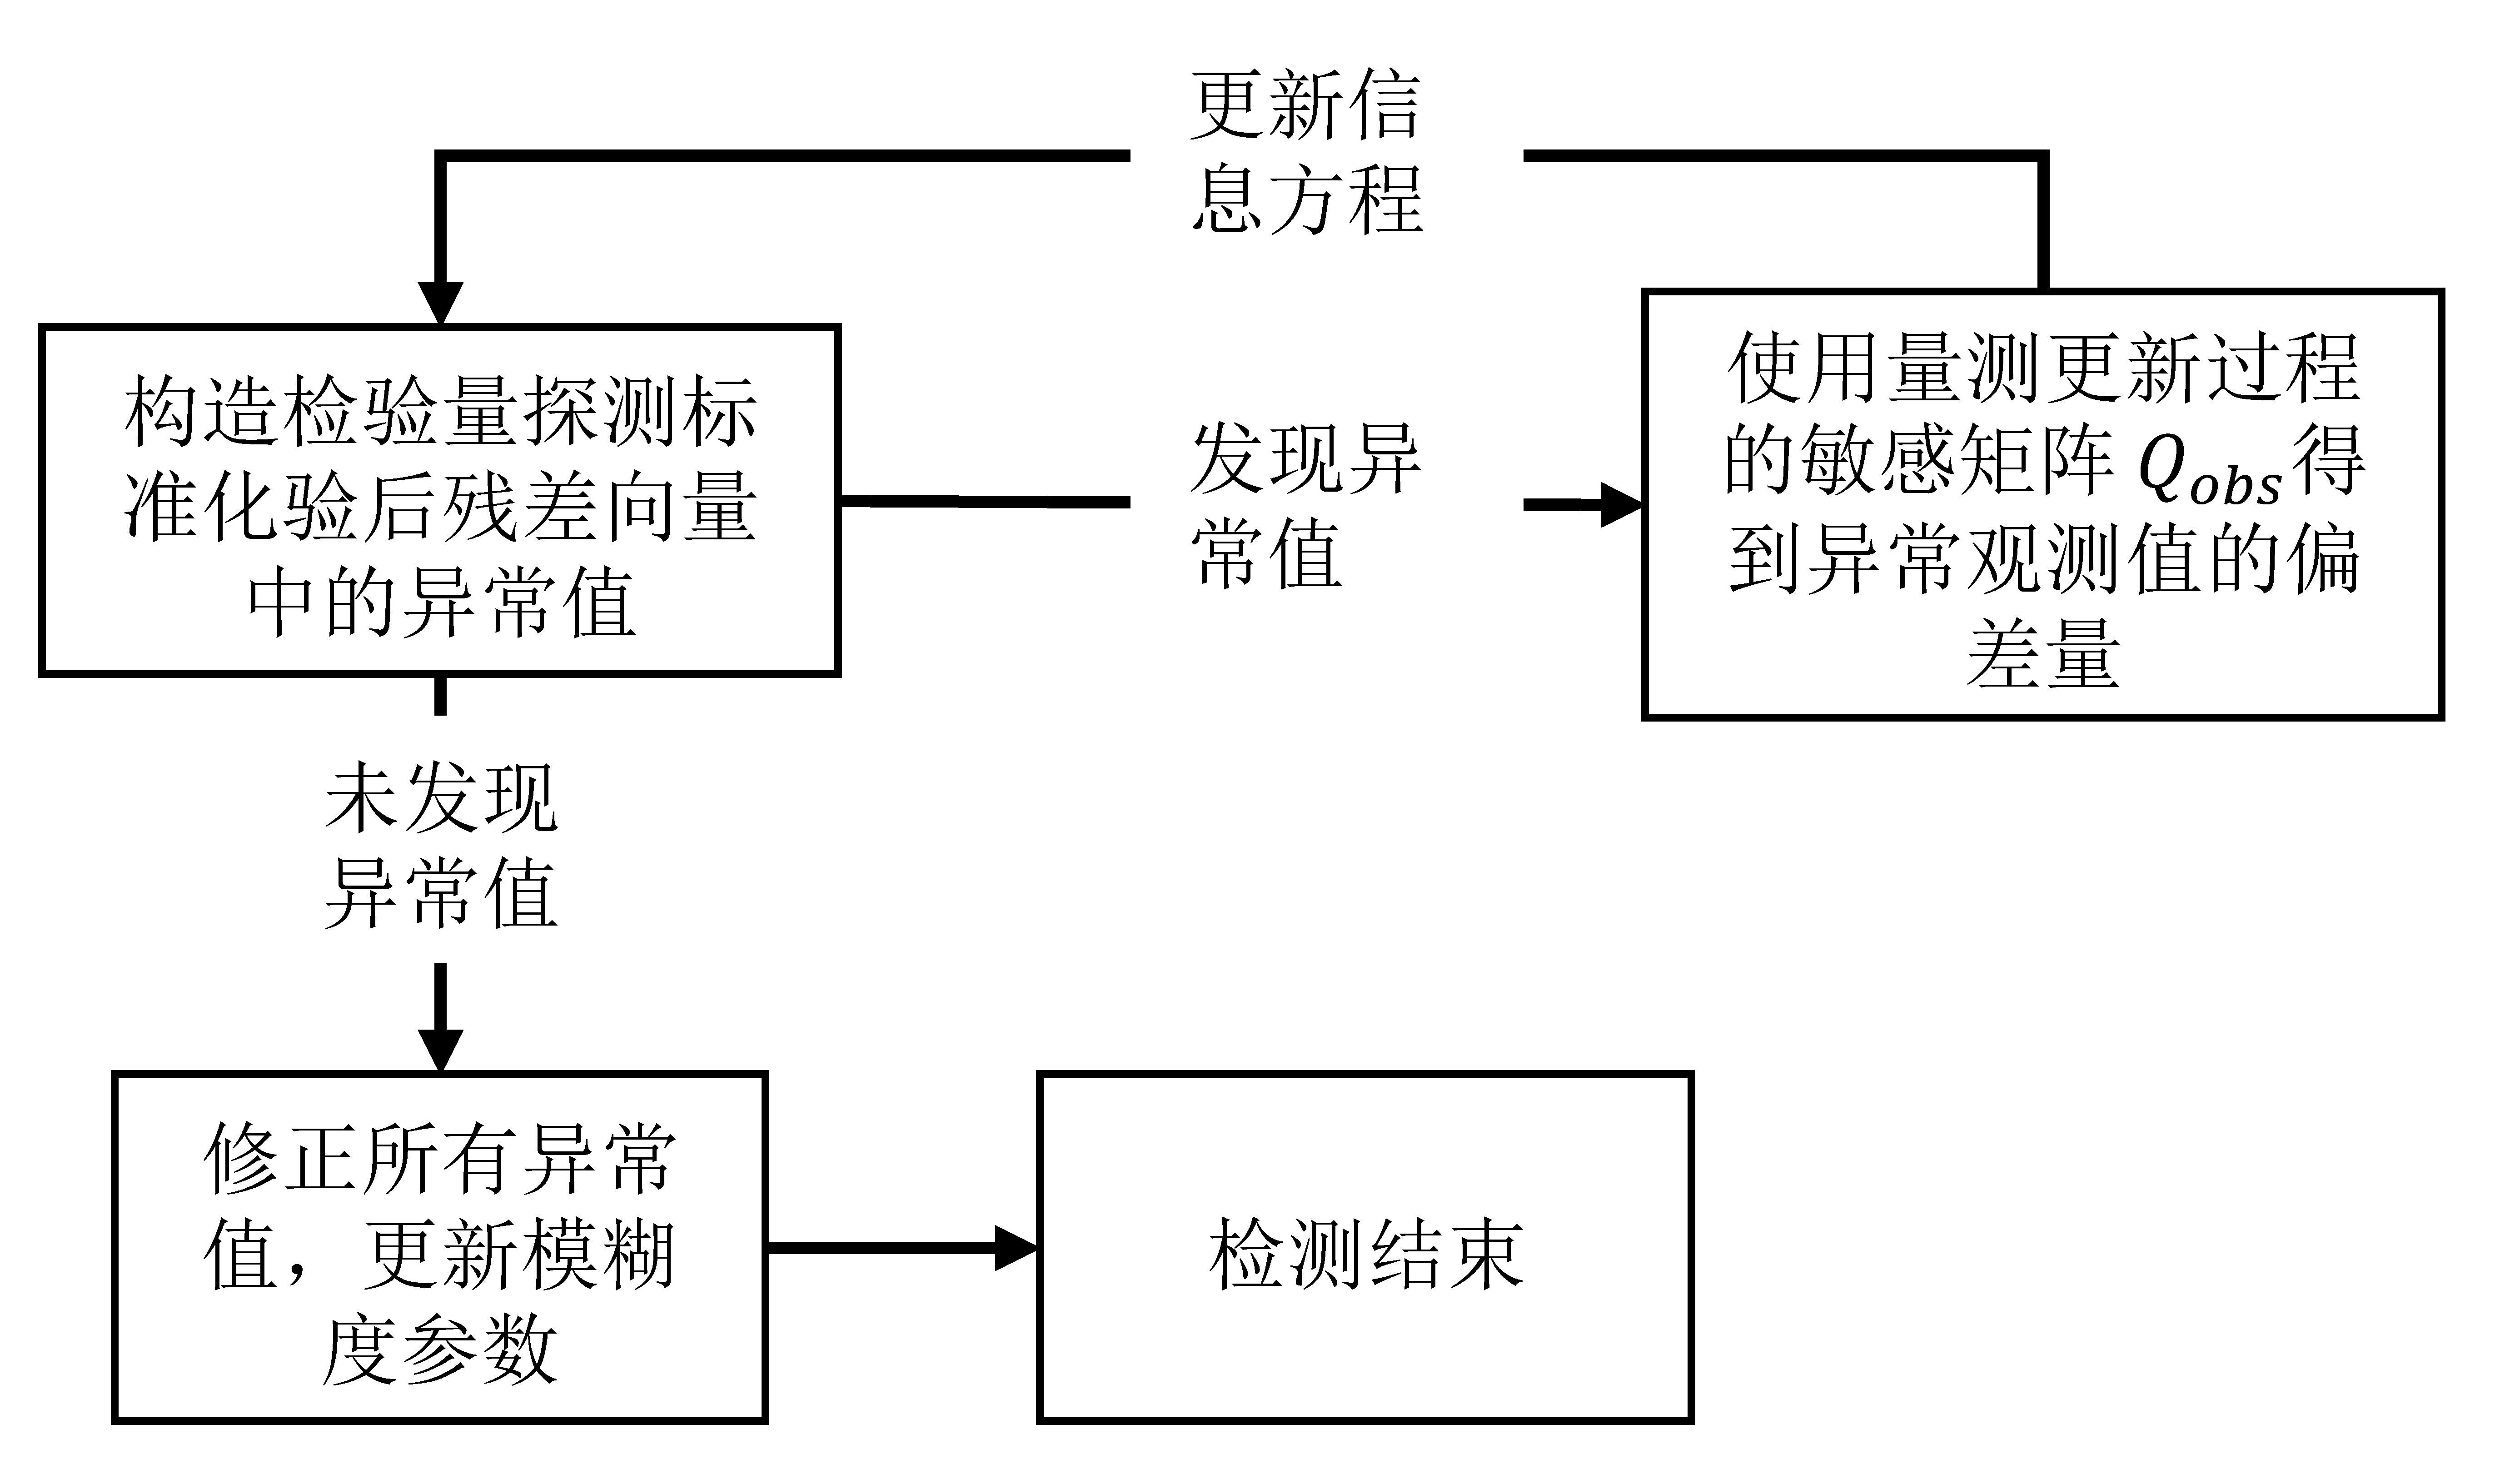 更新信
息方程
构造检验量探测标
准化验后残差向量
中的异常值
发现异
常值
使用量测更新过程
的敏感矩阵 Qobs得
到异常观测值的偏
差量
未发现
异常值
修正所有异常
值，更新模糊
度参数
检测结束